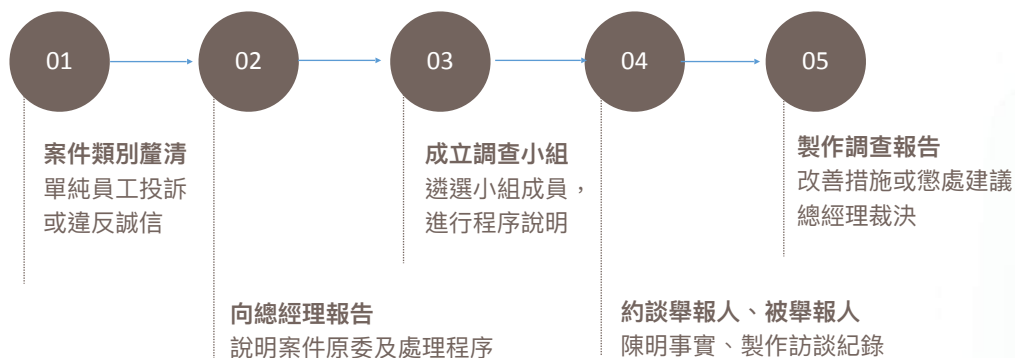 01
02
03
04
05
案件類別釐清
單純員工投訴
或違反誠信
向總經理報告
說明案件原委及處理程序
成立調查小組
遴選小組成員，
進行程序說明
約談舉報人、被舉報人
陳明事實、製作訪談紀錄
製作調查報告
改善措施或懲處建議
總經理裁決